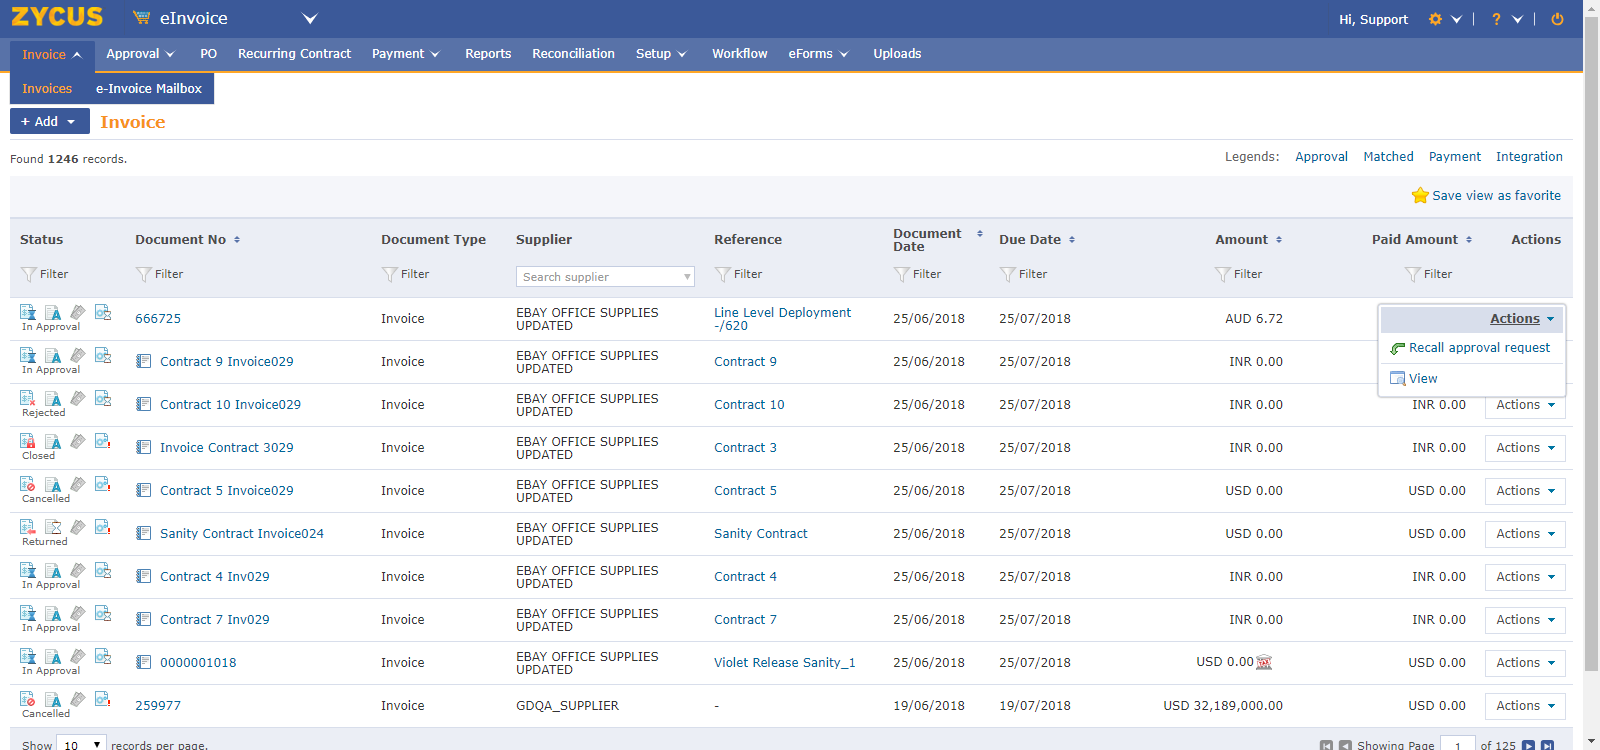 ZYCUS eInvoice Hi, Support ?
Invoice Approval PO Recurring Contract Payment Reports Reconciliation Setup Workflow eForms Uploads
Invoices e-Invoice Mailbox
+ Add Invoice
Found 1246 records. Legends: Approval Matched Payment Integration
Save view as favorite
Status Document No Document Type Supplier Reference Document Date Due Date Amount Paid Amount Actions
Filter Filter Filter Search supplier Filter Filter Filter Filter Filter
In Approval 666725 Invoice EBAY OFFICE SUPPLIES UPDATED Line Level Deployment -/620 25/06/2018 25/07/2018 AUD 6.72 Actions
Recall approval request
View
In Approval Contract 9 Invoice029 Invoice EBAY OFFICE SUPPLIES UPDATED Contract 9 25/06/2018 25/07/2018 INR 0.00
Rejected Contract 10 Invoice029 Invoice EBAY OFFICE SUPPLIES UPDATED Contract 10 25/06/2018 25/07/2018 INR 0.00 INR 0.00 Actions
Closed Invoice Contract 3029 Invoice EBAY OFFICE SUPPLIES UPDATED Contract 3 25/06/2018 25/07/2018 INR 0.00 INR 0.00 Actions
Cancelled Contract 5 Invoice029 Invoice EBAY OFFICE SUPPLIES UPDATED Contract 5 25/06/2018 25/07/2018 USD 0.00 USD 0.00 Actions
Returned Sanity Contract Invoice024 Invoice EBAY OFFICE SUPPLIES UPDATED Sanity Contract 25/06/2018 25/07/2018 USD 0.00 USD 0.00 Actions
In Approval Contract 4 Inv029 Invoice EBAY OFFICE SUPPLIES UPDATED Contract 4 25/06/2018 25/07/2018 INR 0.00 INR 0.00 Actions
In Approval Contract 7 Inv029 Invoice EBAY OFFICE SUPPLIES UPDATED Contract 7 25/06/2018 25/07/2018 INR 0.00 INR 0.00 Actions
In Approval 0000001018 Invoice EBAY OFFICE SUPPLIES UPDATED Violet Release Sanity_1 25/06/2018 25/07/2018 USD 0.00 USD 0.00 Actions
Cancelled 259977 Invoice GDQA_SUPPLIER - 19/06/2018 19/07/2018 USD 32,189,000.00 USD 0.00 Actions
Show 10 records per page. Showing Page 1 of 125